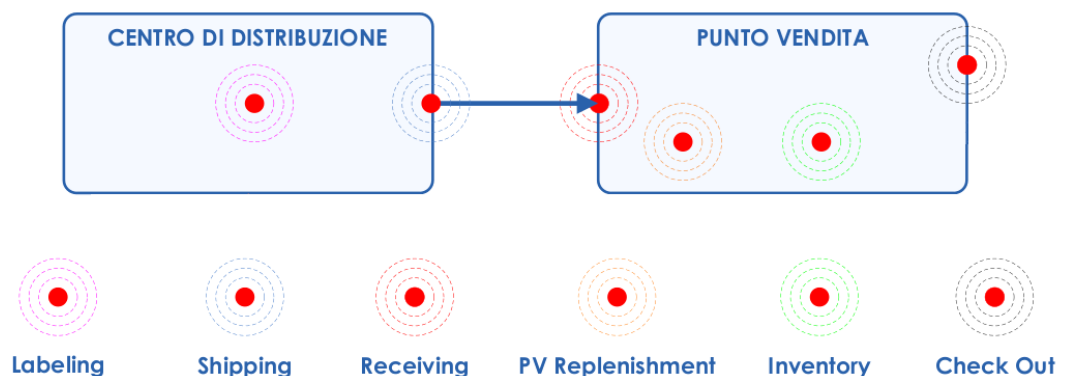 CENTRO DI DISTRIBUZIONE
PUNTO VENDITA
Labeling
Shipping
Receiving
PV Replenishment
Inventory
Check Out